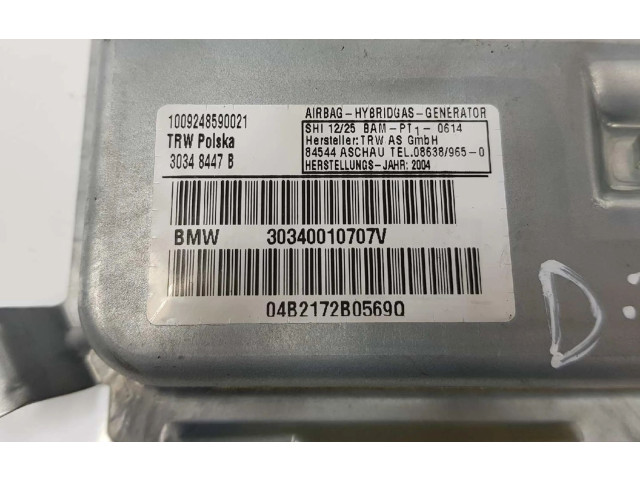 1009248590021
TRW Polska
3034 8447 B
AIRBAG-HYBRIDGAS-GENERATOR
SHI 12/25 BAM-PT1-0614
Hersteller: TRW AS GmbH
84544 ASCHAU TEL.08638/965-0
HERSTELLUNGS-JAHR: 2004
BMW 30340010707V
04B2172B0569Q
D